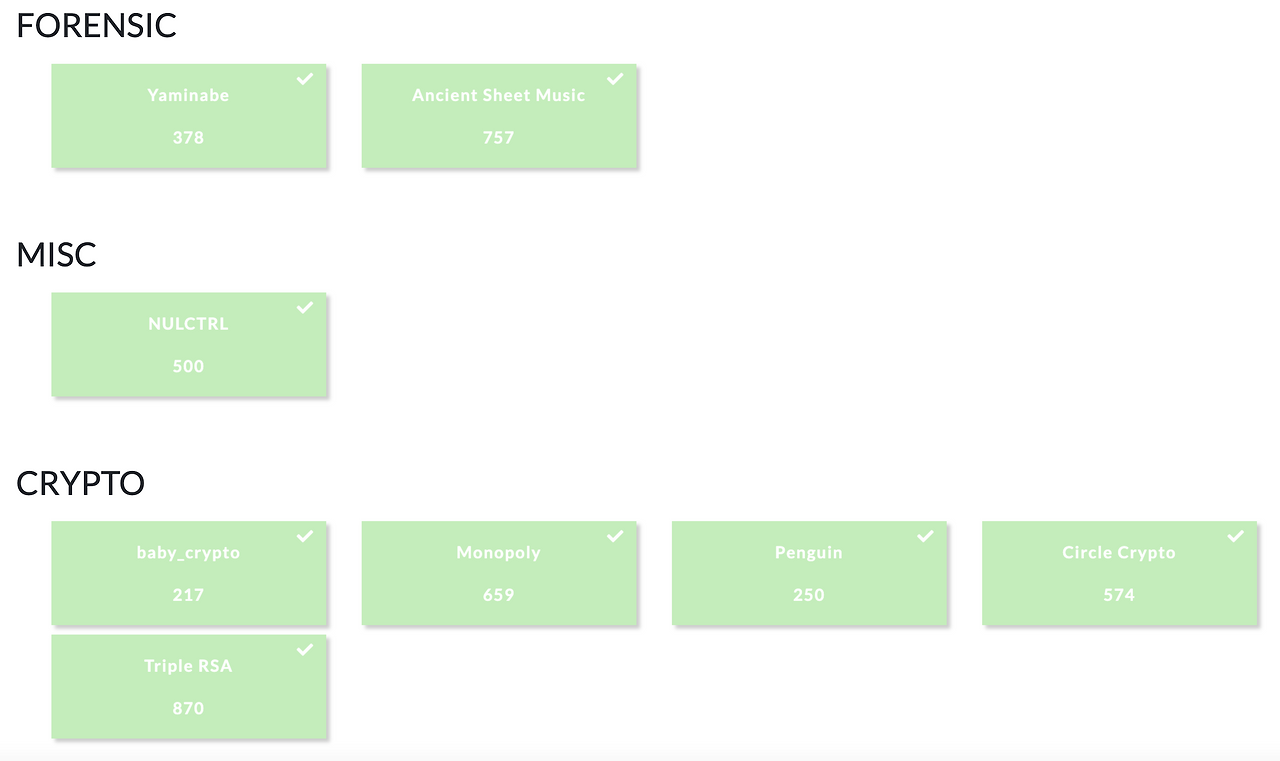 FORENSIC
Yaminabe
378
Ancient Sheet Music
757
MISC
NULCTRL
500
CRYPTO
baby_crypto
217
Monopoly
659
Penguin
250
Circle Crypto
574
Triple RSA
870